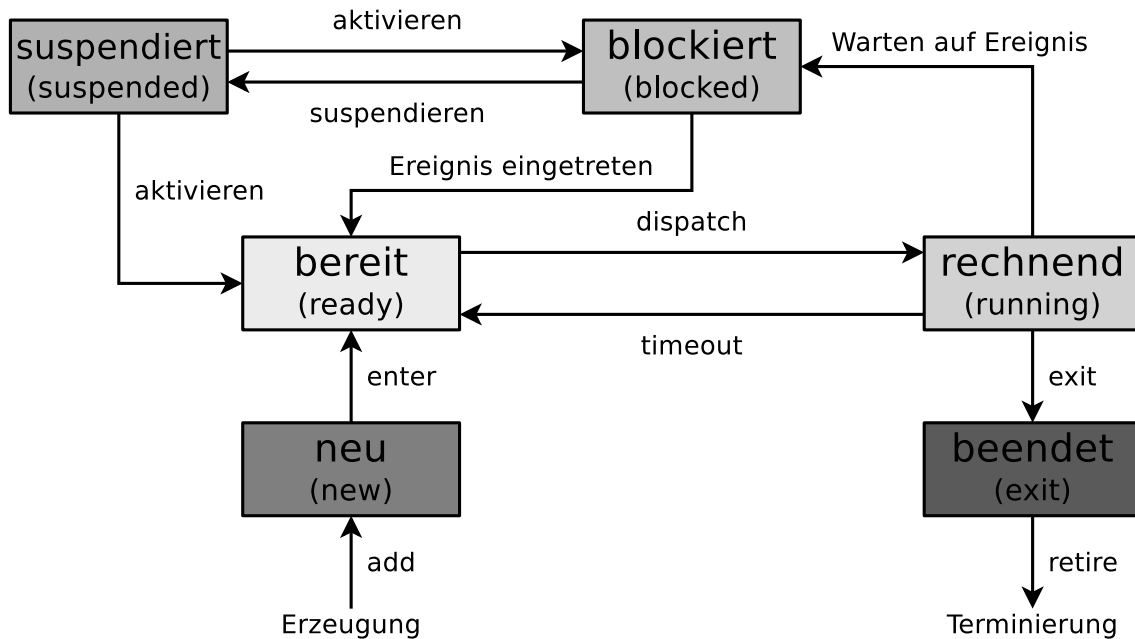 aktivieren
suspendiert
(suspended)
blockiert
(blocked)
Warten auf Ereignis
suspendieren
Ereignis eingetreten
aktivieren
dispatch
bereit
(ready)
rechnend
(running)
timeout
enter
exit
neu
(new)
beendet
(exit)
add
retire
Erzeugung
Terminierung